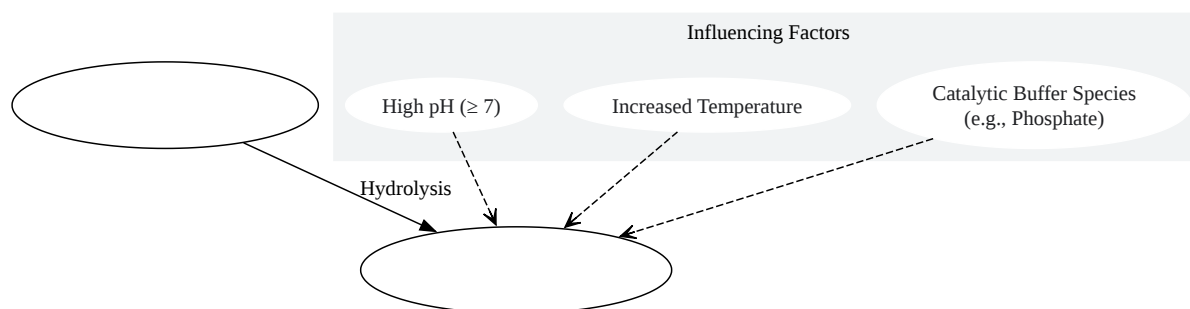 Influencing Factors
High pH (≥ 7)
Increased Temperature
Catalytic Buffer Species
(e.g., Phosphate)
Hydrolysis